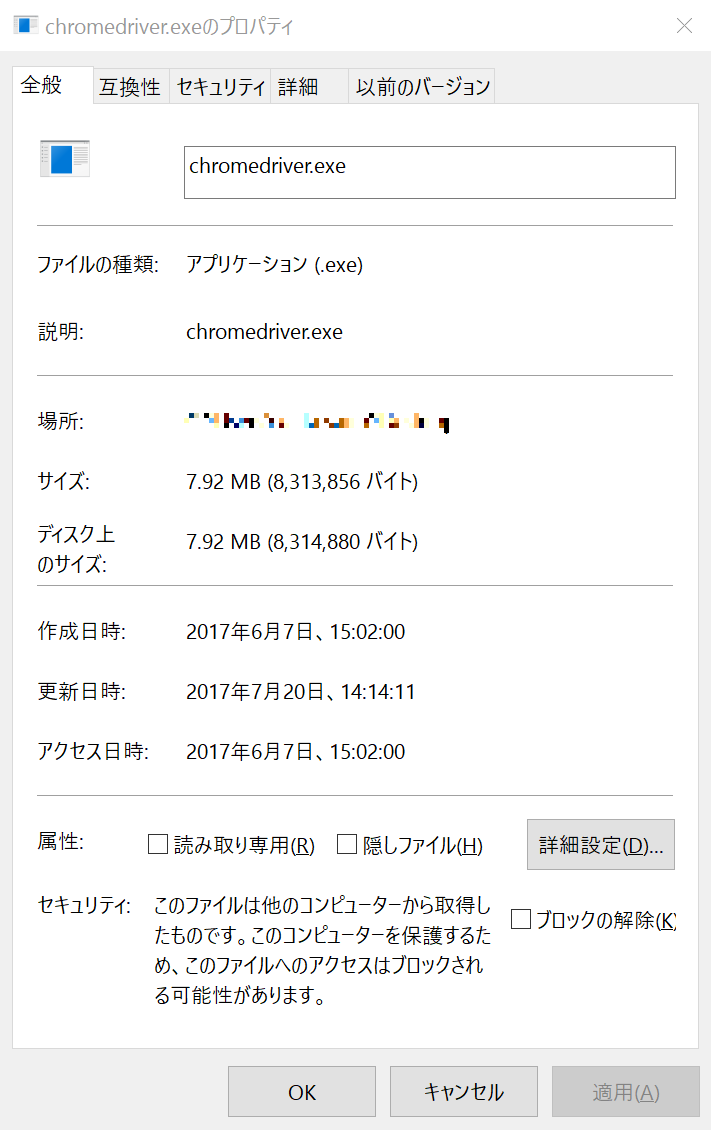 chromedriver.exeのプロパティ
全般 互換性 セキュリティ 詳細 以前のバージョン
chromedriver.exe
ファイルの種類: アプリケーション (.exe)
説明: chromedriver.exe
場所:
サイズ: 7.92 MB (8,313,856 バイト)
ディスク上
のサイズ: 7.92 MB (8,314,880 バイト)
作成日時: 2017年6月7日、15:02:00
更新日時: 2017年7月20日、14:14:11
アクセス日時: 2017年6月7日、15:02:00
属性: 読み取り専用(R) 隠しファイル(H) 詳細設定(D)...
セキュリティ: このファイルは他のコンピューターから取得し
たものです。このコンピューターを保護するた
め、このファイルへのアクセスはブロックされ
る可能性があります。
ブロックの解除(K)
OK キャンセル 適用(A)